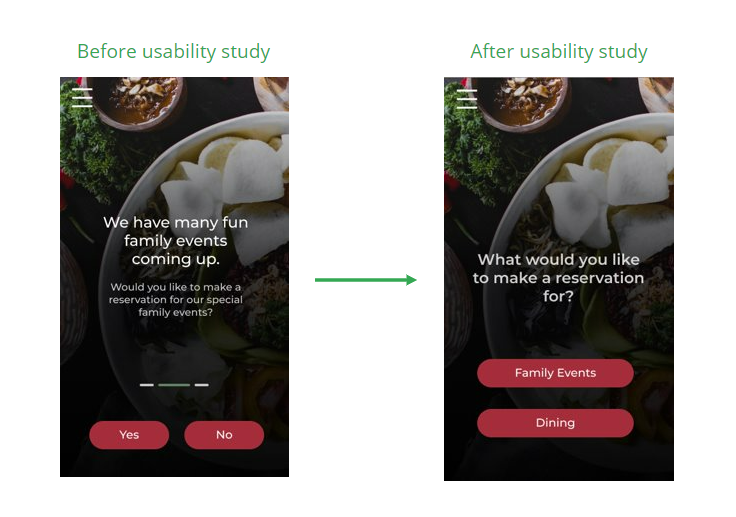 Before usability study
After usability study
We have many fun
family events
coming up.
Would you like to make a
reservation for our special
family events?
Yes
No
What would you like
to make a reservation
for?
Family Events
Dining